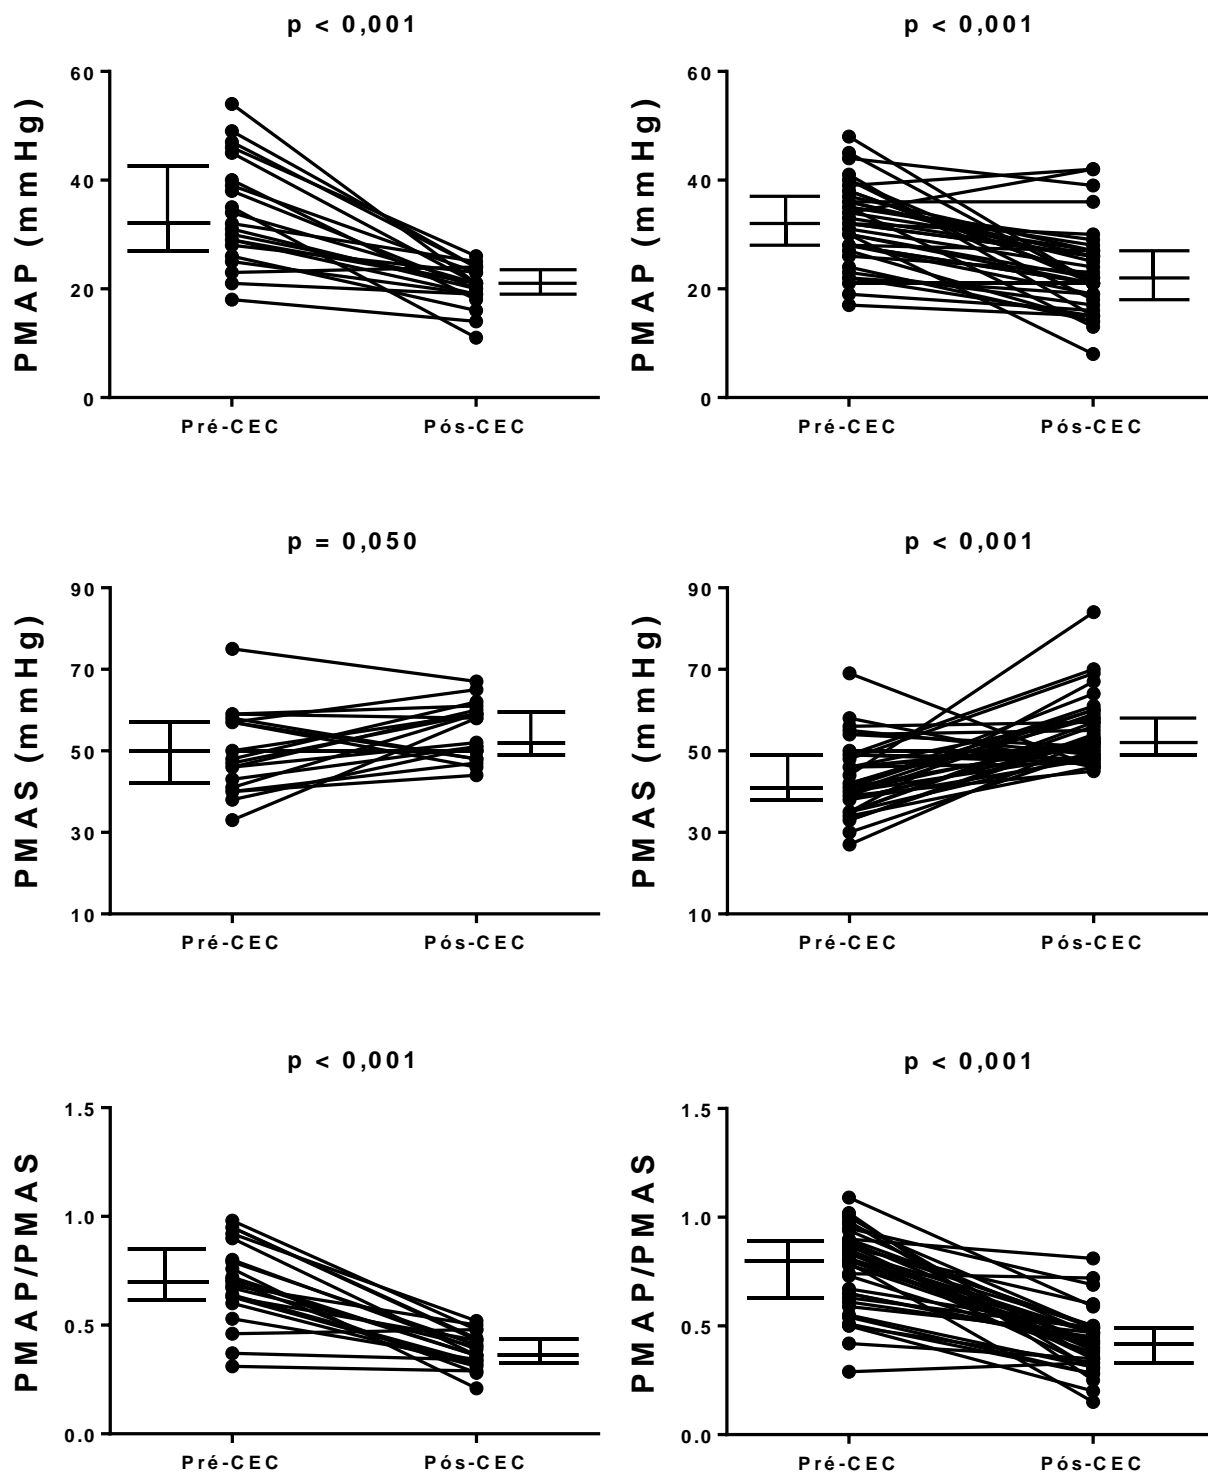 p < 0,001
PMAP (mmHg)
60
40
20
0
Pré-CEC Pós-CEC
p < 0,001
PMAP (mmHg)
60
40
20
0
Pré-CEC Pós-CEC
p = 0,050
PMAS (mmHg)
90
70
50
30
10
Pré-CEC Pós-CEC
p < 0,001
PMAS (mmHg)
90
70
50
30
10
Pré-CEC Pós-CEC
p < 0,001
PMAP/PMAS
1.5
1.0
0.5
0.0
Pré-CEC Pós-CEC
p < 0,001
PMAP/PMAS
1.5
1.0
0.5
0.0
Pré-CEC Pós-CEC